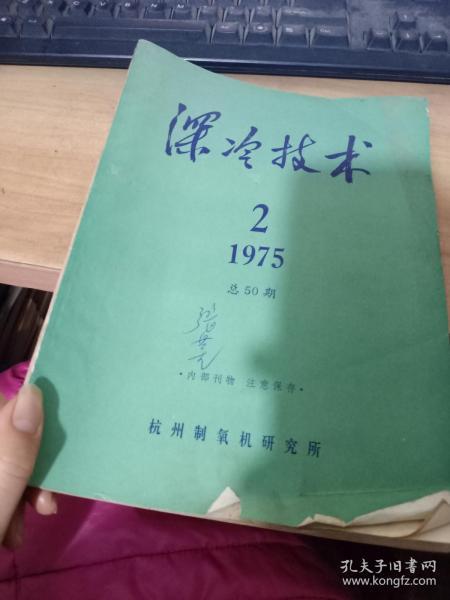 深冷技术
2
1975
总50期
·内部刊物 注意保存·
杭州制氧机研究所
孔夫子旧书网
www.kongfz.com